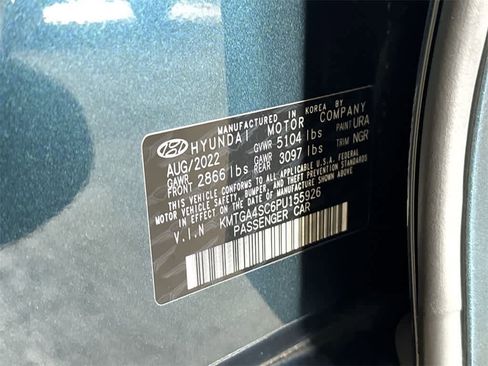 MANUFACTURED IN KOREA BY
HYUNDAI MOTOR COMPANY
AUG/2022 GVWR 5104 lbs PAINT URA
GAWR FRONT 2866 lbs GAWR REAR 3097 lbs TRIM NGR
THIS VEHICLE CONFORMS TO ALL APPLICABLE U.S.A. FEDERAL
MOTOR VEHICLE SAFETY, BUMPER, AND THEFT PREVENTION STANDARDS
IN EFFECT ON THE DATE OF MANUFACTURE SHOWN ABOVE.
V.I.N KMTGA4SC6PU155926
PASSENGER CAR